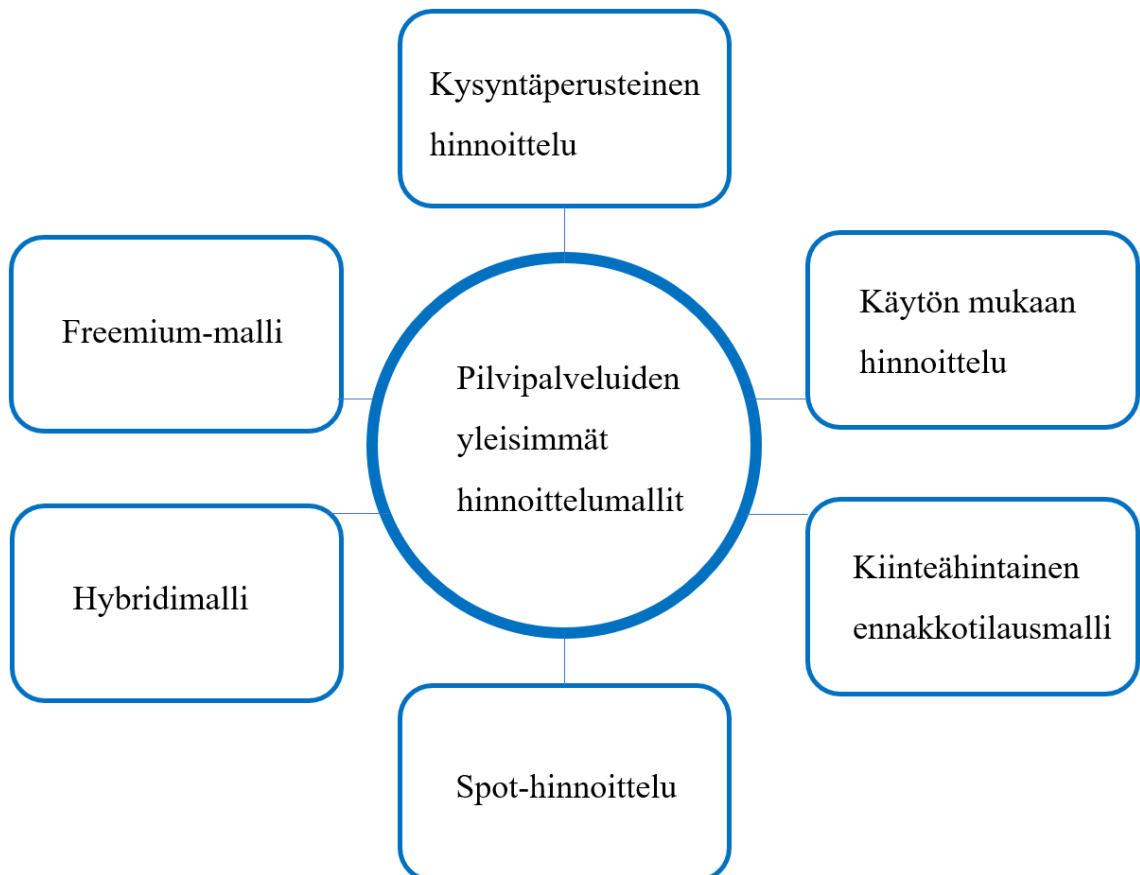 Kysyntäperusteinen
hinnoittelu
Freemium-malli
Käytön mukaan
hinnoittelu
Pilvipalveluiden
yleisimmät
hinnoittelumallit
Hybridimalli
Kiinteähintainen
ennakkotilausmalli
Spot-hinnoittelu